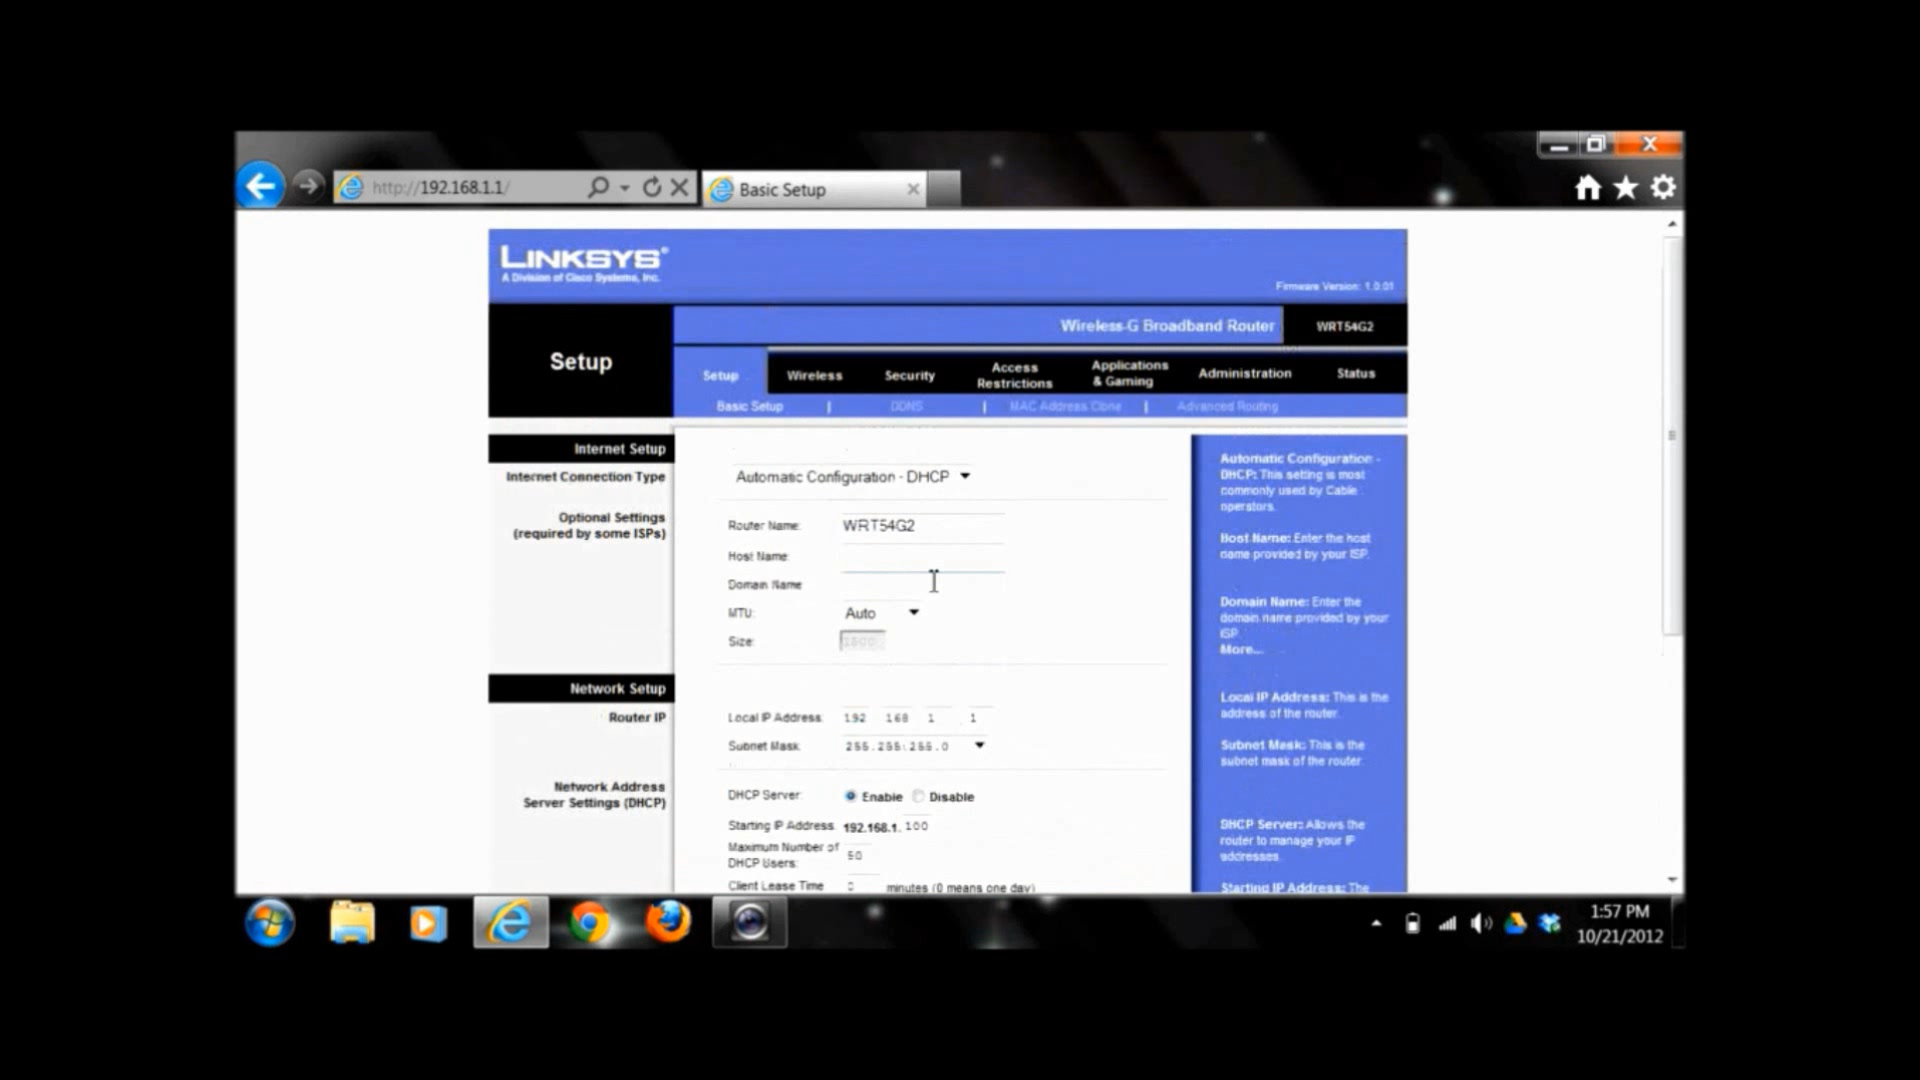 http://192.168.1.1/
Basic Setup
LINKSYS®
A Division of Cisco Systems, Inc.
Firmware Version: 1.0.01
Wireless-G Broadband Router
WRT54G2
Setup
Setup
Wireless
Security
Access
Restrictions
Applications
& Gaming
Administration
Status
Basic Setup | DDNS | MAC Address Clone | Advanced Routing
Internet Setup
Internet Connection Type
Automatic Configuration - DHCP
Optional Settings
(required by some ISPs)
Router Name: WRT54G2
Host Name:
Domain Name
MTU: Auto
Size: 1500
Network Setup
Router IP
Local IP Address: 192 168 1 1
Subnet Mask: 255.255.255.0
Network Address
Server Settings (DHCP)
DHCP Server: Enable Disable
Starting IP Address: 192.168.1. 100
Maximum Number of
DHCP Users: 50
Client Lease Time 0 minutes (0 means one day)
Automatic Configuration -
DHCP: This setting is most
commonly used by Cable
operators.
Host Name: Enter the host
name provided by your ISP.
Domain Name: Enter the
domain name provided by your
ISP.
More...
Local IP Address: This is the
address of the router.
Subnet Mask: This is the
subnet mask of the router.
DHCP Server: Allows the
router to manage your IP
addresses.
Starting IP Address: The
1:57 PM
10/21/2012